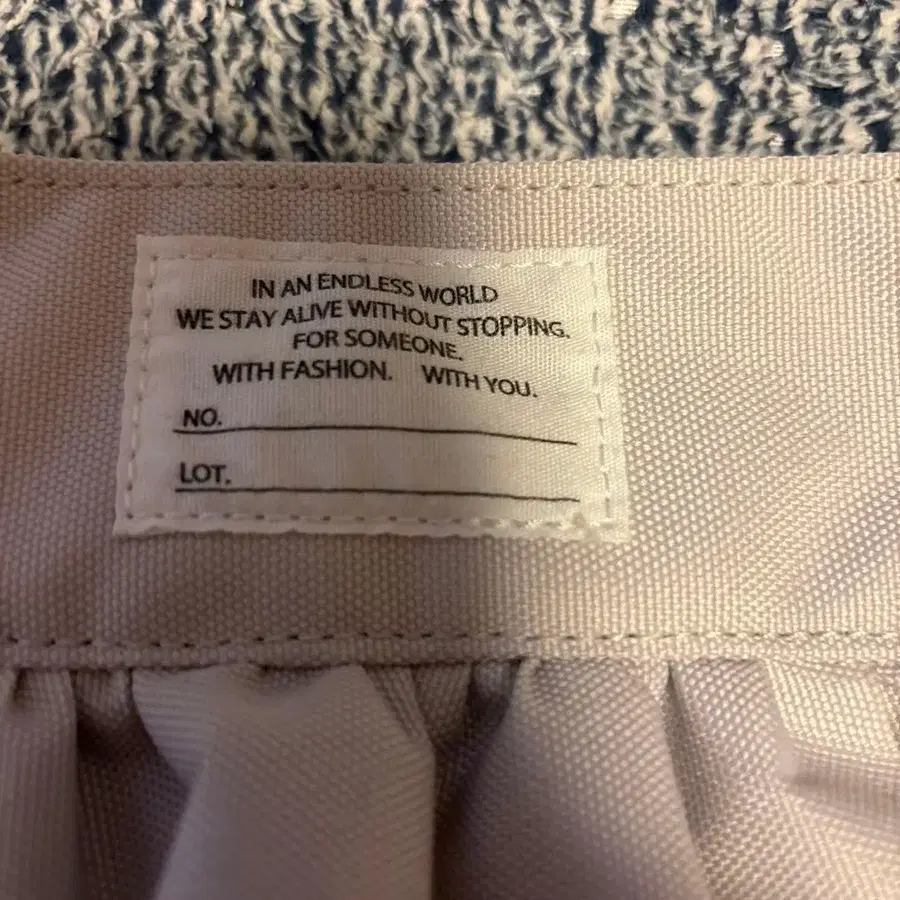 IN AN ENDLESS WORLD
WE STAY ALIVE WITHOUT STOPPING.
FOR SOMEONE.
WITH FASHION. WITH YOU.
NO.
LOT.